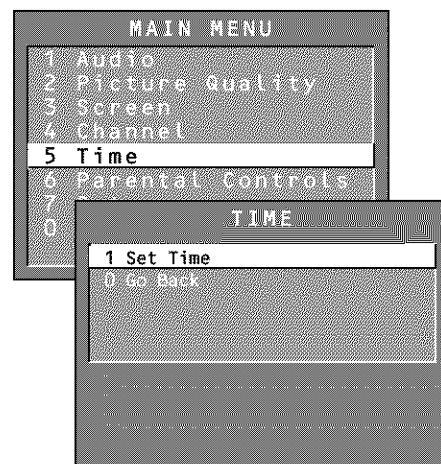 MAIN MENU
1 Audio
2 Picture Quality
3 Screen
4 Channel
5 Time
6 Parental Controls
7
0
TIME
1 Set Time
0 Go Back